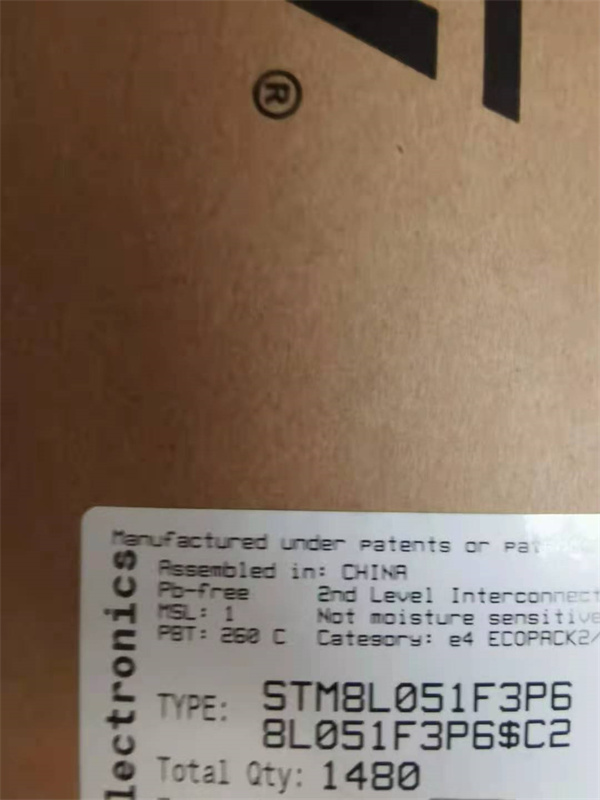 ®
Manufactured under patents or pat
Assembled in: CHINA
Pb-free 2nd Level Interconnect
MSL: 1 Not moisture sensitive
PBT: 260 C Category: e4 ECOPACK2/
TYPE: STM8L051F3P6
8L051F3P6$C2
Total Qty: 1480
lectronics